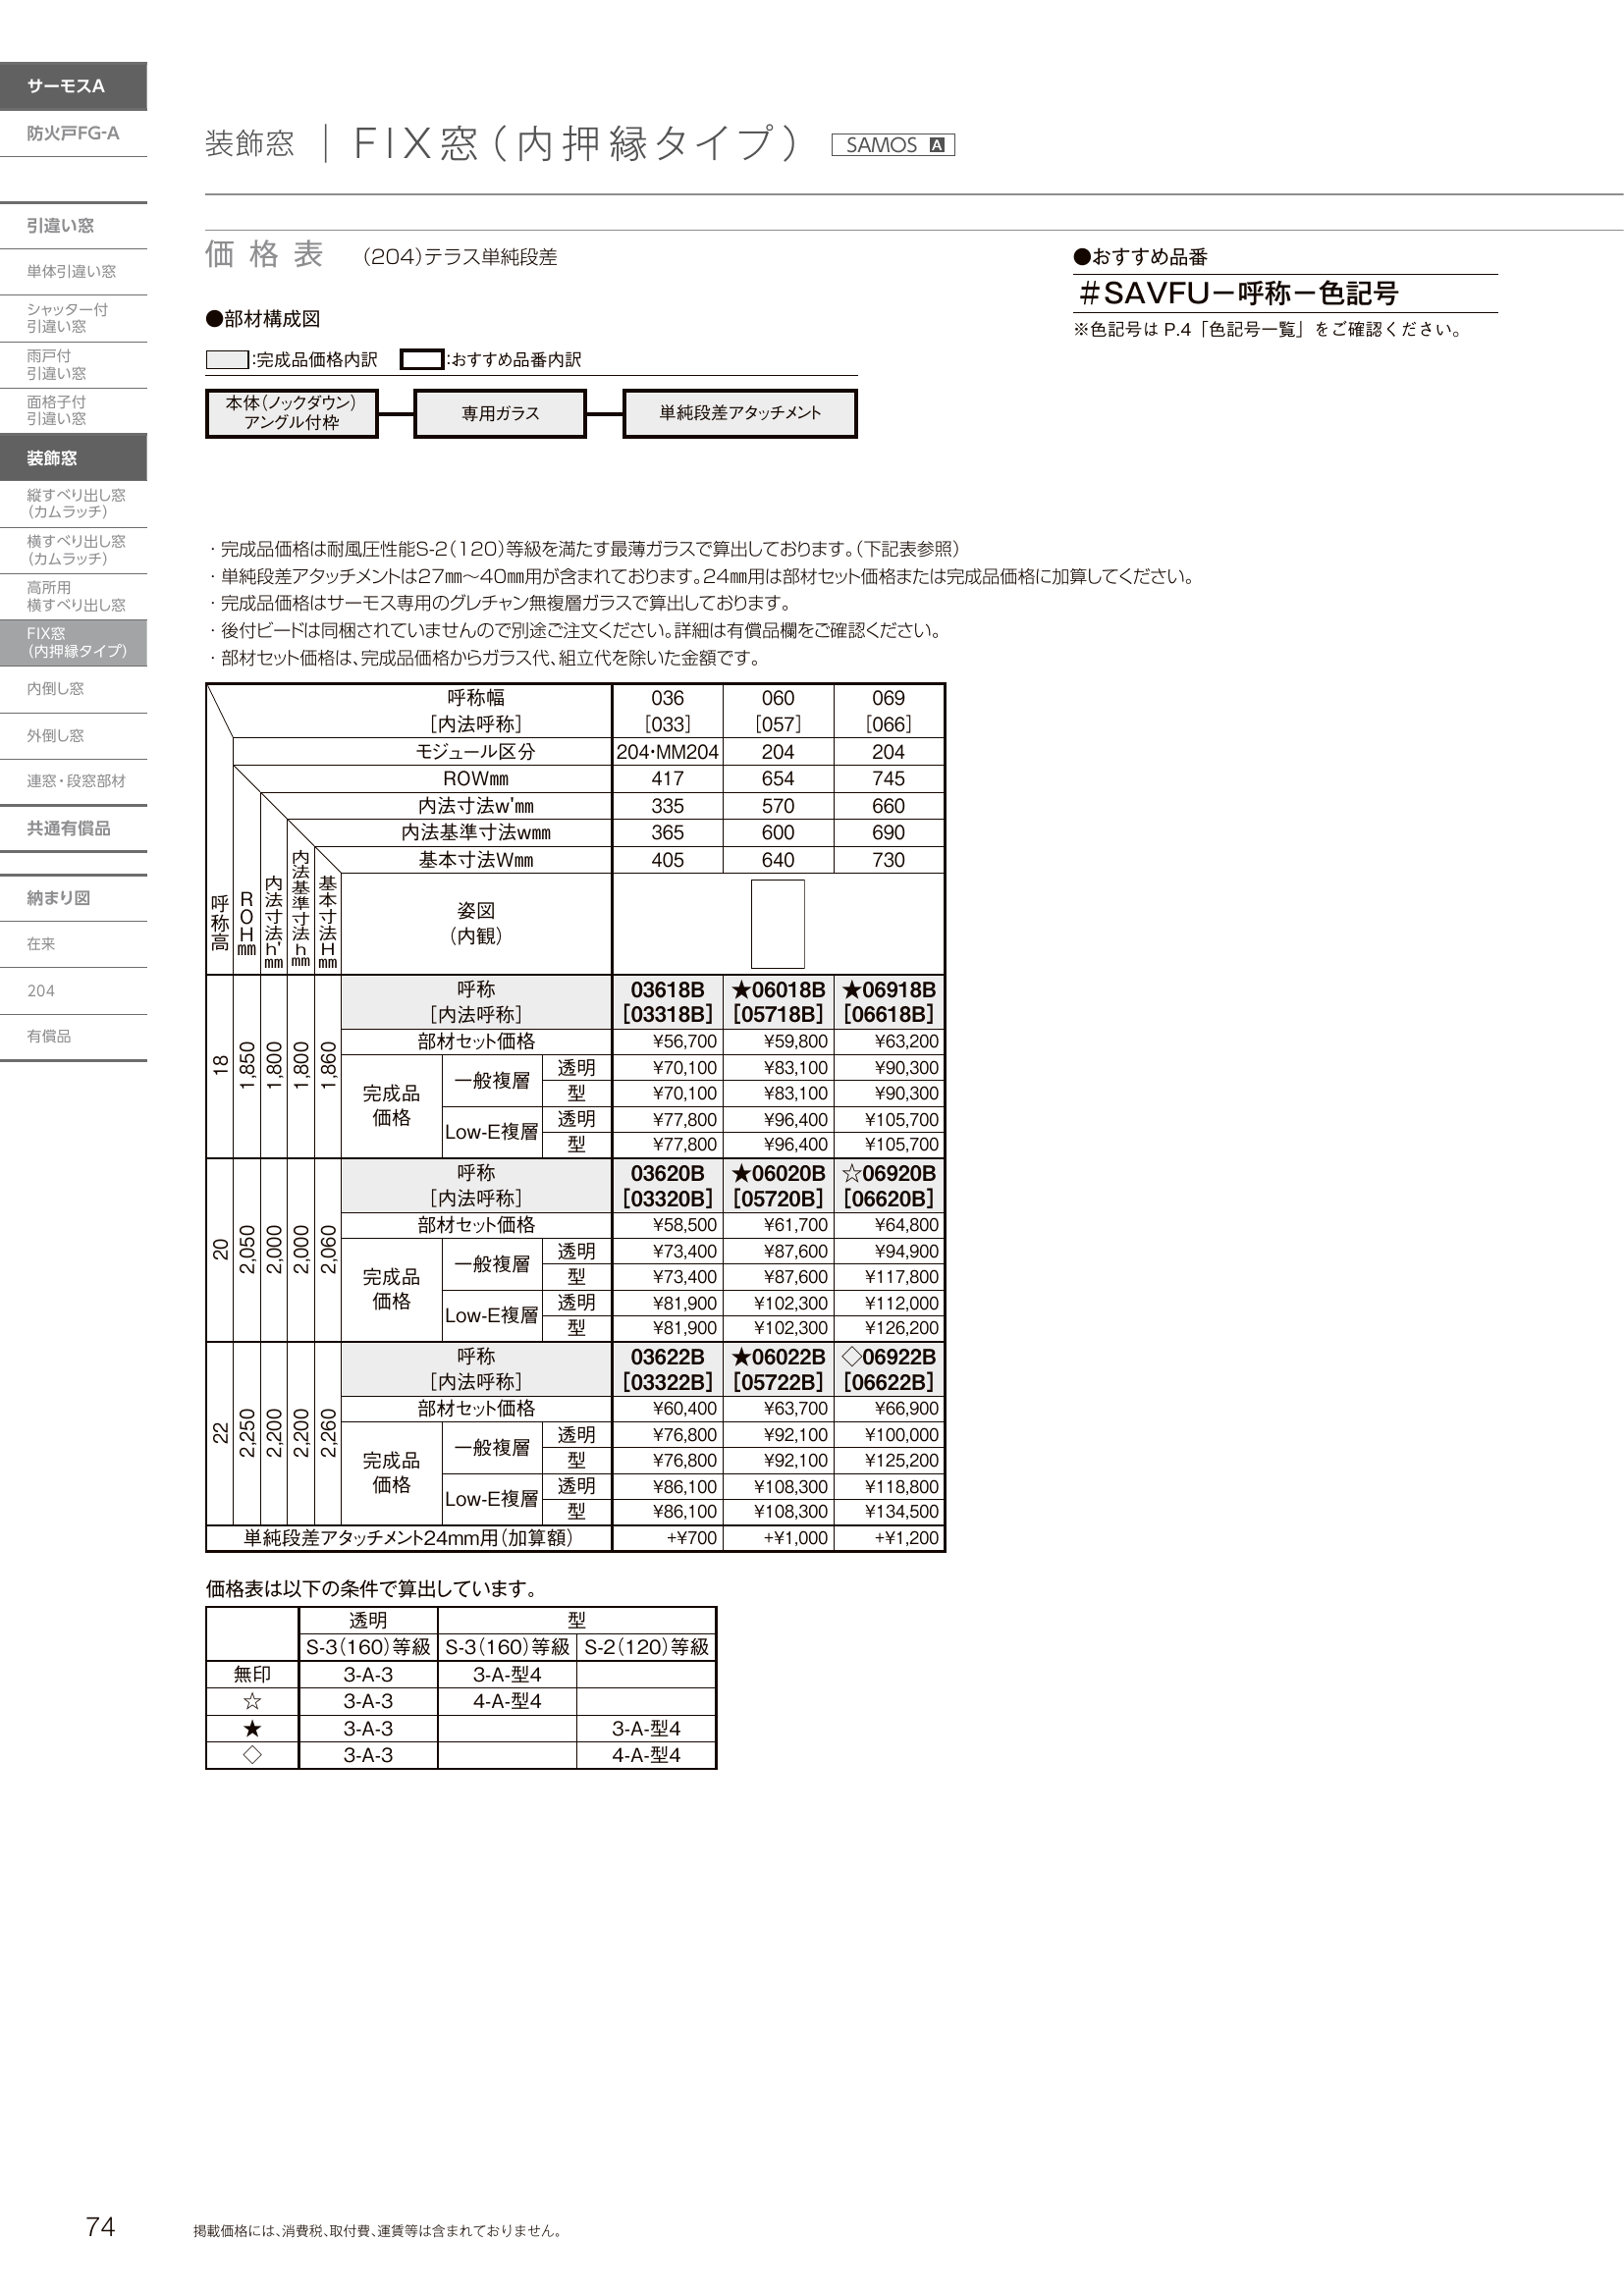 サーモスA
防火戸FG-A
引違い窓
単体引違い窓
シャッター付
引違い窓
雨戸付
引違い窓
面格子付
引違い窓
装飾窓
縦すべり出し窓
（カムラッチ）
横すべり出し窓
（カムラッチ）
高所用
横すべり出し窓
FIX窓
（内押縁タイプ）
内倒し窓
外倒し窓
連窓・段窓部材
共通有償品
納まり図
在来
204
有償品
装飾窓｜FIX窓（内押縁タイプ） SAMOS A
価格表 （204）テラス単純段差
●おすすめ品番
＃SAVFU－呼称－色記号
※色記号は P.4「色記号一覧」をご確認ください。
●部材構成図
：完成品価格内訳 ：おすすめ品番内訳
本体（ノックダウン）
アングル付枠
専用ガラス
単純段差アタッチメント
・完成品価格は耐風圧性能S-2（120）等級を満たす最薄ガラスで算出しております。（下記表参照）
・単純段差アタッチメントは27㎜～40㎜用が含まれております。24㎜用は部材セット価格または完成品価格に加算してください。
・完成品価格はサーモス専用のグレチャン無複層ガラスで算出しております。
・後付ビードは同梱されていませんので別途ご注文ください。詳細は有償品欄をご確認ください。
・部材セット価格は、完成品価格からガラス代、組立代を除いた金額です。
呼称幅 036 060 069
［内法呼称］ ［033］ ［057］ ［066］
モジュール区分 204・MM204 204 204
ROW㎜ 417 654 745
内法寸法w'㎜ 335 570 660
内法基準寸法w㎜ 365 600 690
基本寸法W㎜ 405 640 730
呼称高 ROH㎜ 内法寸法h'㎜ 内法基準寸法h㎜ 基本寸法H㎜
姿図
（内観）
18 1,850 1,800 1,800 1,860
呼称 03618B ★06018B ★06918B
［内法呼称］ ［03318B］ ［05718B］ ［06618B］
部材セット価格 ¥56,700 ¥59,800 ¥63,200
完成品価格 一般複層 透明 ¥70,100 ¥83,100 ¥90,300
型 ¥70,100 ¥83,100 ¥90,300
Low-E複層 透明 ¥77,800 ¥96,400 ¥105,700
型 ¥77,800 ¥96,400 ¥105,700
20 2,050 2,000 2,000 2,060
呼称 03620B ★06020B ☆06920B
［内法呼称］ ［03320B］ ［05720B］ ［06620B］
部材セット価格 ¥58,500 ¥61,700 ¥64,800
完成品価格 一般複層 透明 ¥73,400 ¥87,600 ¥94,900
型 ¥73,400 ¥87,600 ¥117,800
Low-E複層 透明 ¥81,900 ¥102,300 ¥112,000
型 ¥81,900 ¥102,300 ¥126,200
22 2,250 2,200 2,200 2,260
呼称 03622B ★06022B ◇06922B
［内法呼称］ ［03322B］ ［05722B］ ［06622B］
部材セット価格 ¥60,400 ¥63,700 ¥66,900
完成品価格 一般複層 透明 ¥76,800 ¥92,100 ¥100,000
型 ¥76,800 ¥92,100 ¥125,200
Low-E複層 透明 ¥86,100 ¥108,300 ¥118,800
型 ¥86,100 ¥108,300 ¥134,500
単純段差アタッチメント24mm用（加算額） +¥700 +¥1,000 +¥1,200
価格表は以下の条件で算出しています。
透明 型
S-3（160）等級 S-3（160）等級 S-2（120）等級
無印 3-A-3 3-A-型4
☆ 3-A-3 4-A-型4
★ 3-A-3 3-A-型4
◇ 3-A-3 4-A-型4
74
掲載価格には、消費税、取付費、運賃等は含まれておりません。